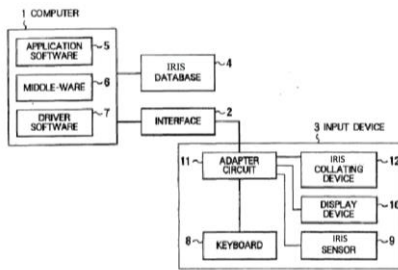 1 COMPUTER
APPLICATION
SOFTWARE
5
MIDDLE-WARE
6
DRIVER
SOFTWARE
7
IRIS
DATABASE
4
INTERFACE
2
3 INPUT DEVICE
11
ADAPTER
CIRCUIT
IRIS
COLLATING
DEVICE
12
DISPLAY
DEVICE
10
8
KEYBOARD
IRIS
SENSOR
9